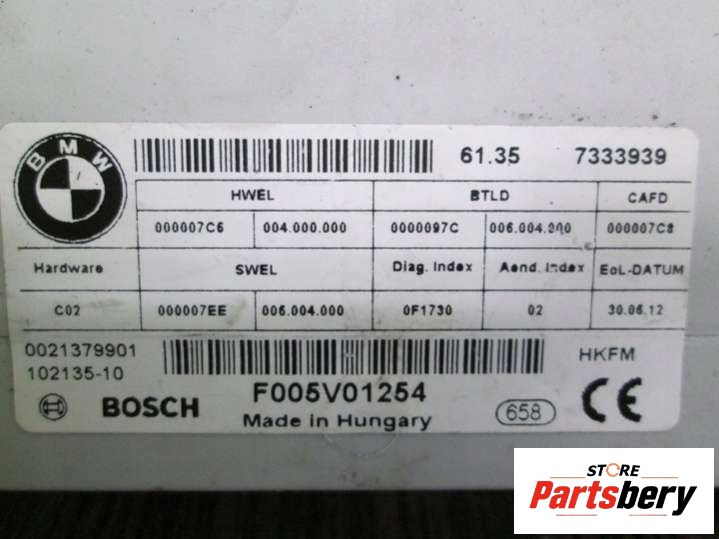 BMW
61.35 7333939
HWEL BTLD CAFD
000007C6 004.000.000 0000097C 006.004.900 000007C8
Hardware SWEL Diag. Index Aend. Index EoL-DATUM
C02 000007EE 006.004.000 0F1730 02 30.06.12
0021379901 HKFM
102135-10
BOSCH F005V01254 658 CE
Made in Hungary
STORE
Partsbery